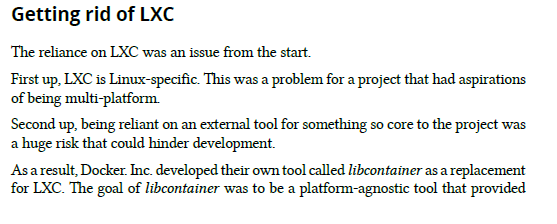 Getting rid of LXC
The reliance on LXC was an issue from the start.
First up, LXC is Linux-specific. This was a problem for a project that had aspirations
of being multi-platform.
Second up, being reliant on an external tool for something so core to the project was
a huge risk that could hinder development.
As a result, Docker. Inc. developed their own tool called libcontainer as a replacement
for LXC. The goal of libcontainer was to be a platform-agnostic tool that provided